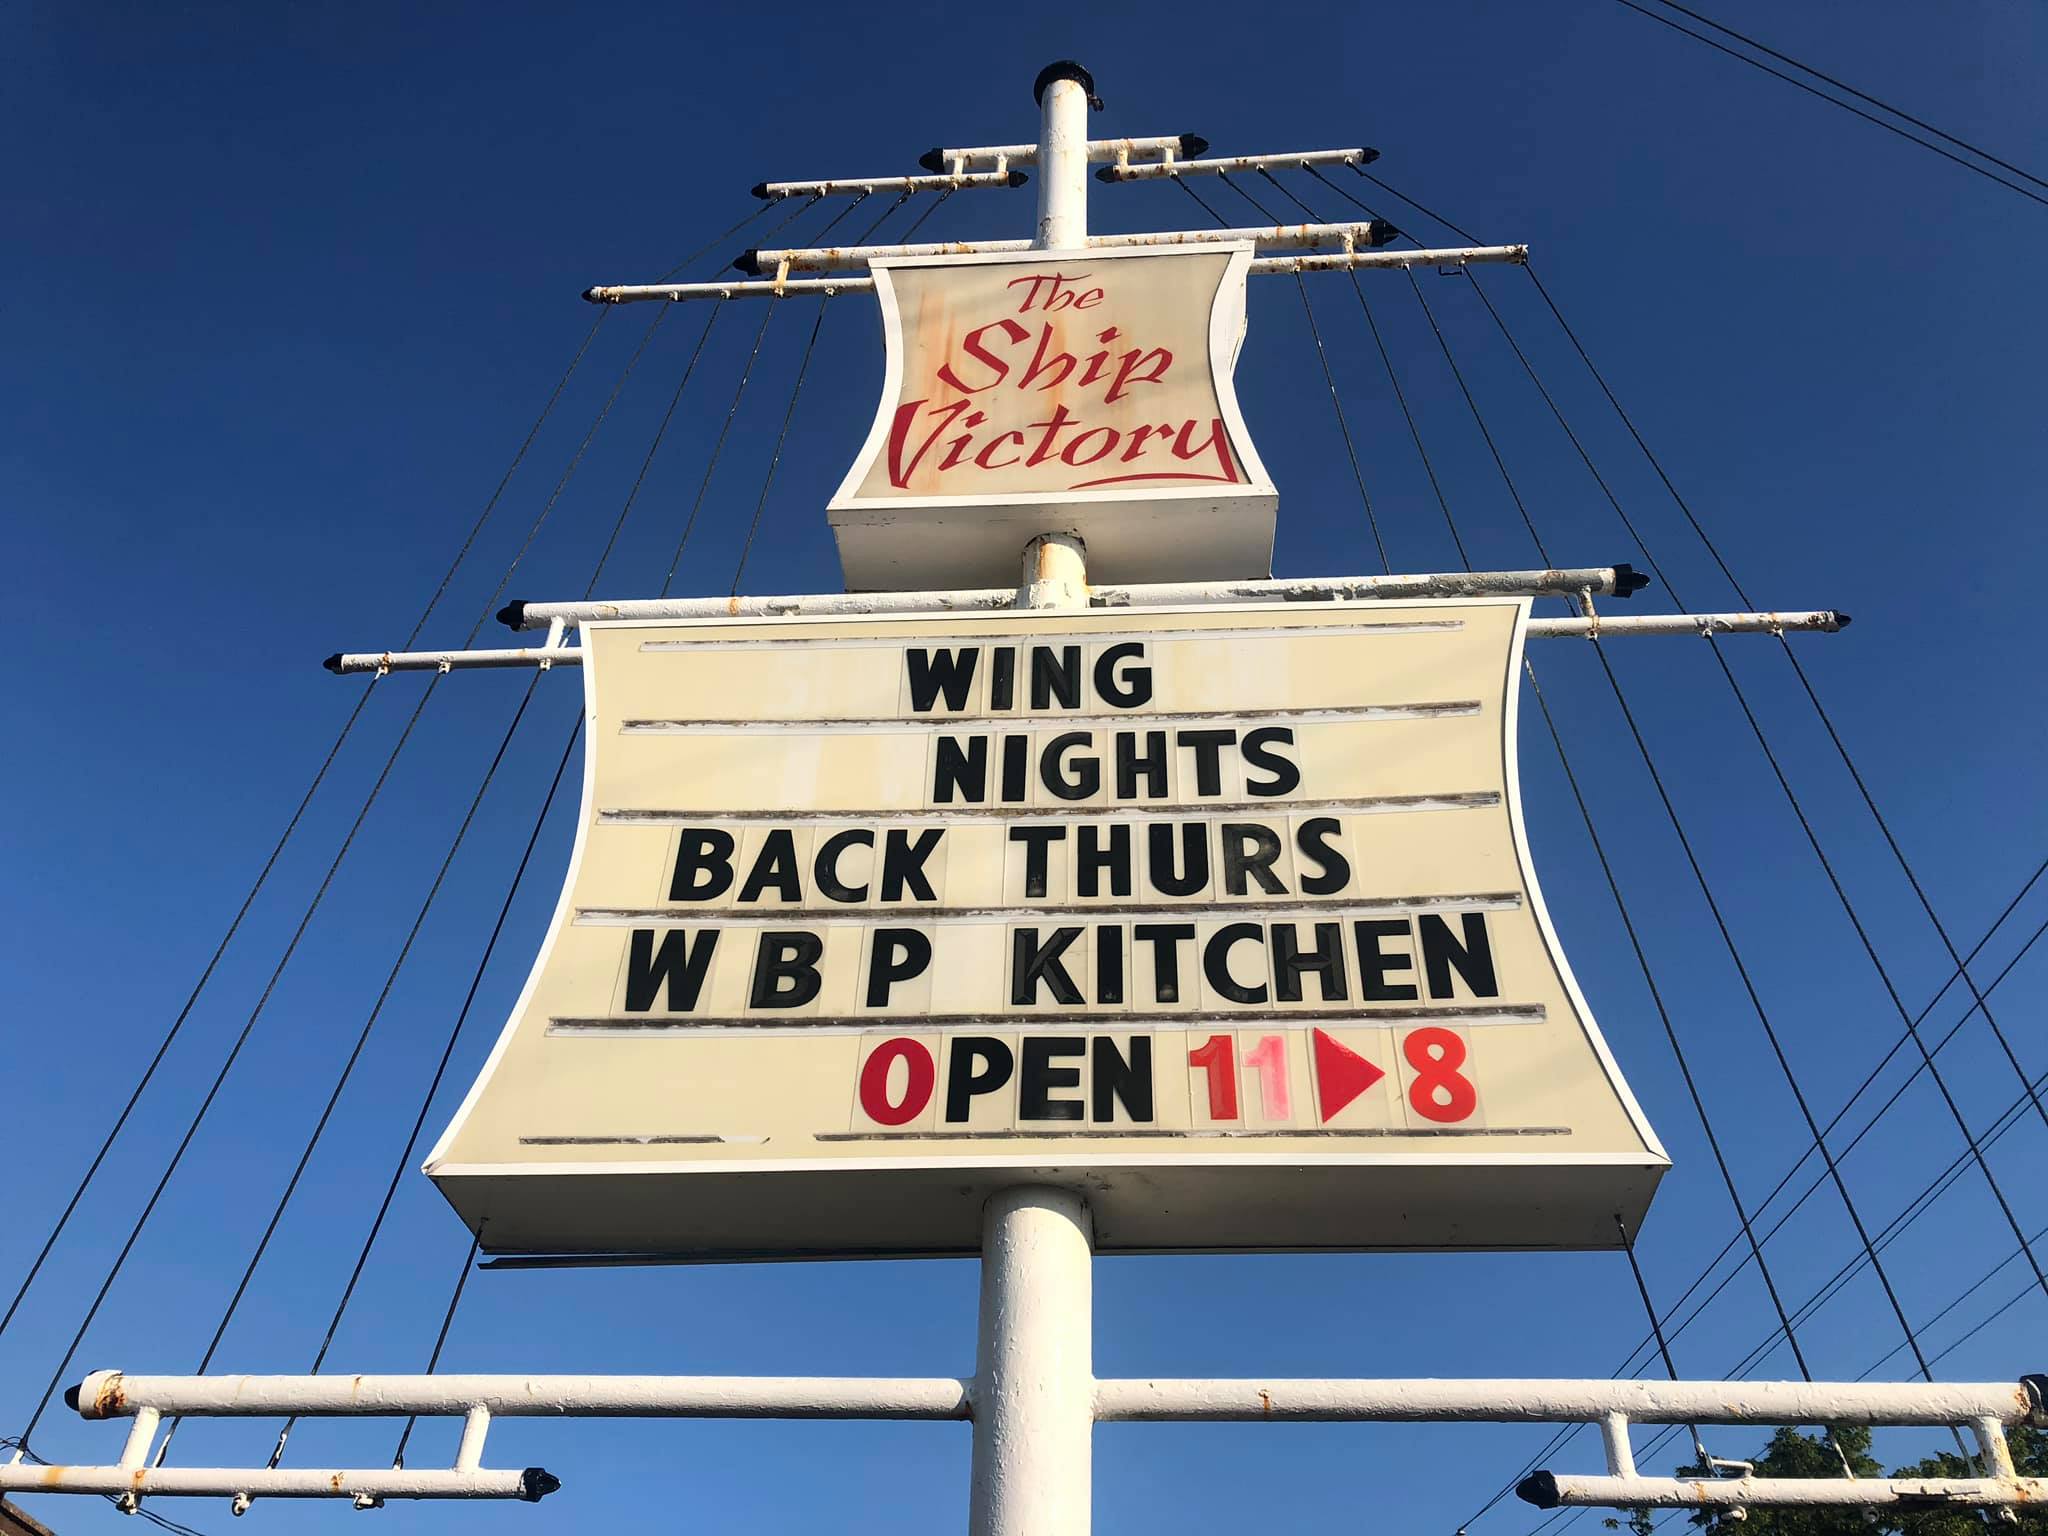 The
Ship
Victory
WING
NIGHTS
BACK THURS
W B P KITCHEN
OPEN 11▶8